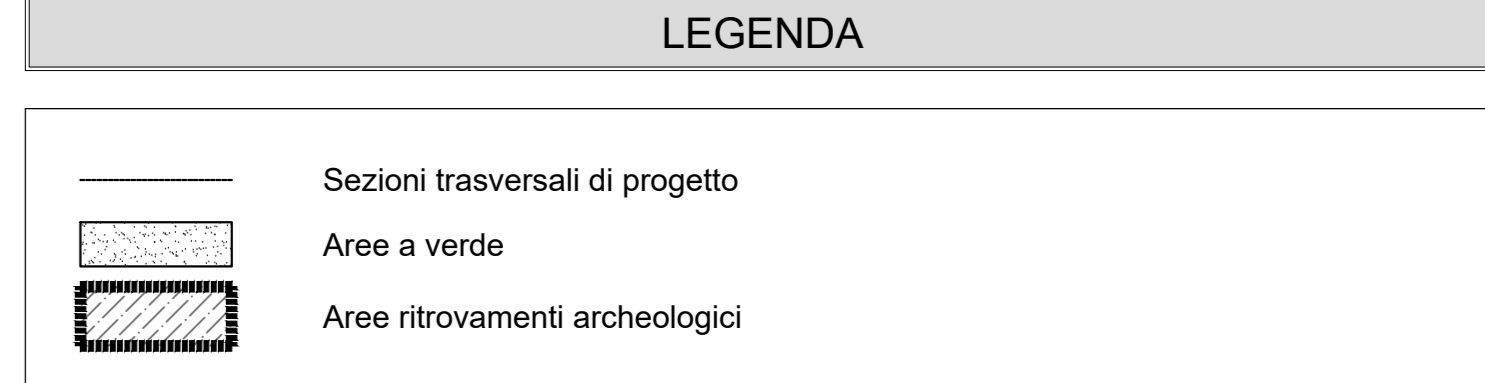 LEGENDA
Sezioni trasversali di progetto
Aree a verde
Aree ritrovamenti archeologici